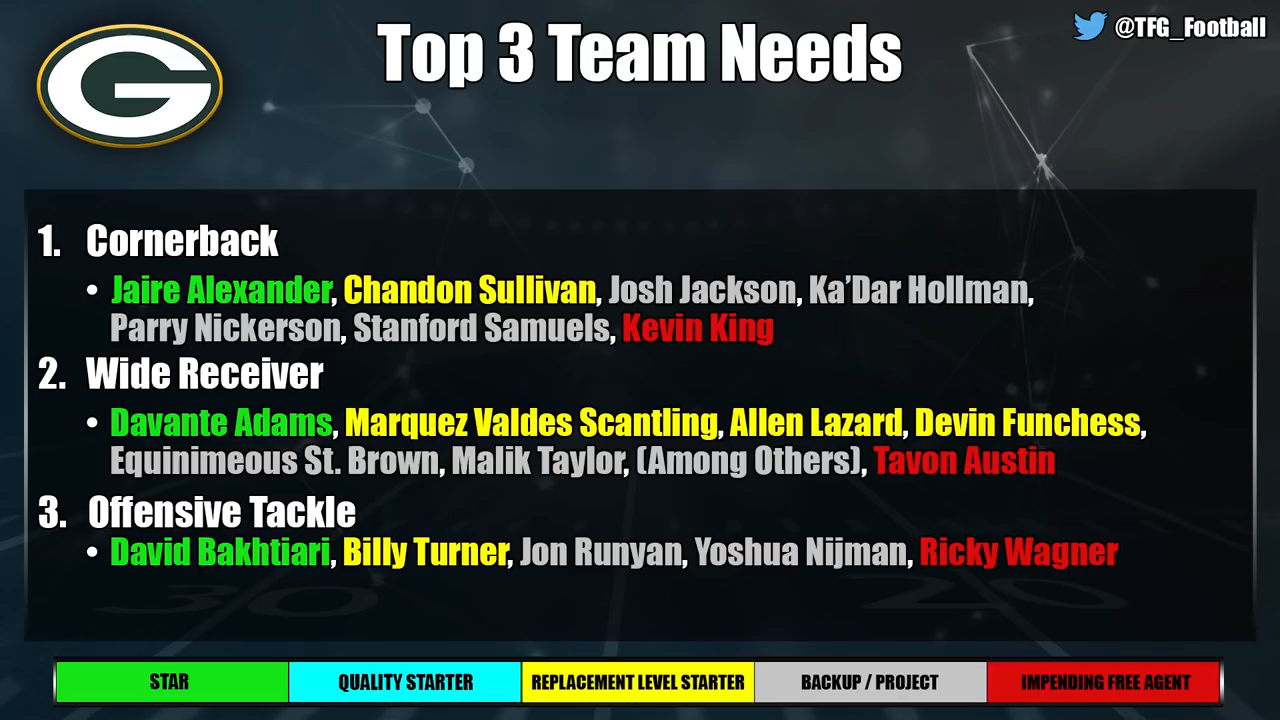 G
Top 3 Team Needs
@TFG_Football
1. Cornerback
• Jaire Alexander, Chandon Sullivan, Josh Jackson, Ka’Dar Hollman,
Parry Nickerson, Stanford Samuels, Kevin King
2. Wide Receiver
• Davante Adams, Marquez Valdes Scantling, Allen Lazard, Devin Funchess,
Equinimeous St. Brown, Malik Taylor, (Among Others), Tavon Austin
3. Offensive Tackle
• David Bakhtiari, Billy Turner, Jon Runyan, Yoshua Nijman, Ricky Wagner
30 20
STAR QUALITY STARTER REPLACEMENT LEVEL STARTER BACKUP / PROJECT IMPENDING FREE AGENT